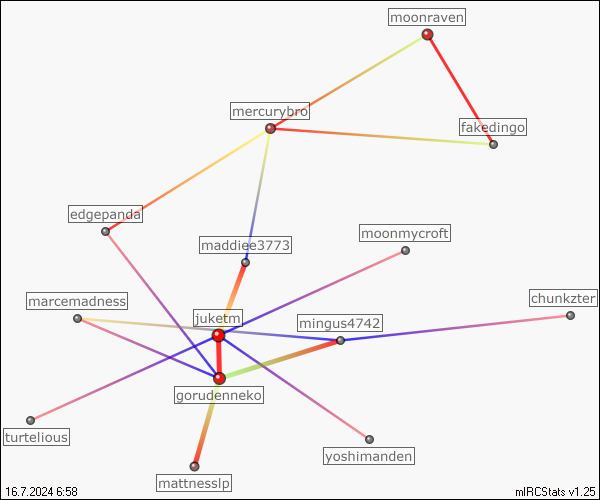 moonraven
mercurybro
fakedingo
edgepanda
moonmycroft
maddiee3773
marcemadness
chunkzter
juketm
mingus4742
gorudenneko
turtelious
yoshimanden
mattnesslp
16.7.2024 6:58
mIRCStats v1.25